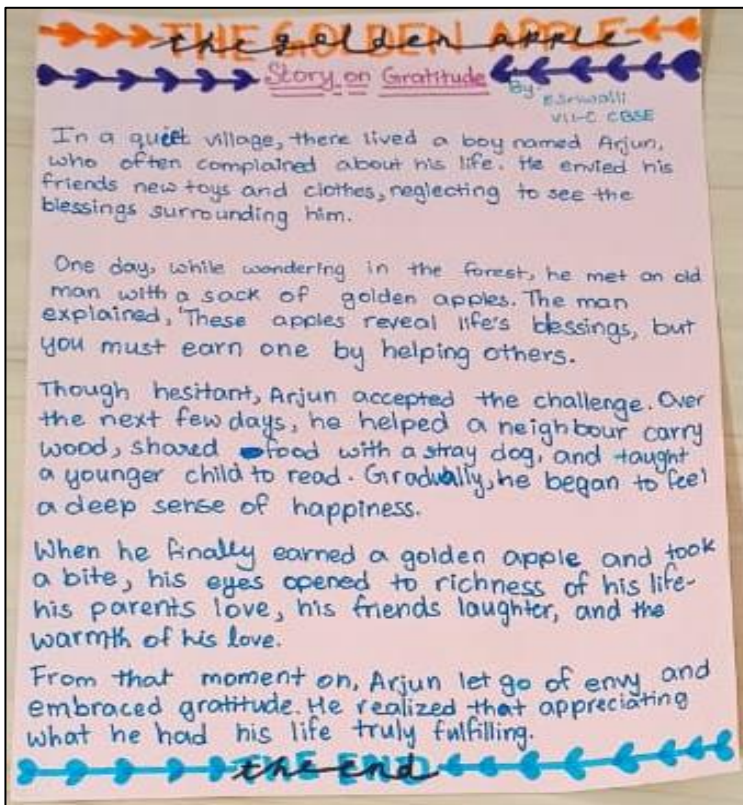 THE GOLDEN APPLE
the golden apple
Story on Gratitude
By:
VII-C CBSE
In a quiet village, there lived a boy named Arjun,
who often complained about his life. He envied his
friends new toys and clothes, neglecting to see the
blessings surrounding him.
One day, while wondering in the forest, he met an old
man with a sack of golden apples. The man
explained, 'These apples reveal life's blessings, but
you must earn one by helping others.
Though hesitant, Arjun accepted the challenge. Over
the next few days, he helped a neighbour carry
wood, shared food with a stray dog, and taught
a younger child to read. Gradually, he began to feel
a deep sense of happiness.
When he finally earned a golden apple and took
a bite, his eyes opened to richness of his life-
his parents love, his friends laughter, and the
warmth of his love.
From that moment on, Arjun let go of envy and
embraced gratitude. He realized that appreciating
what he had his life truly fulfilling.
THE END
the end